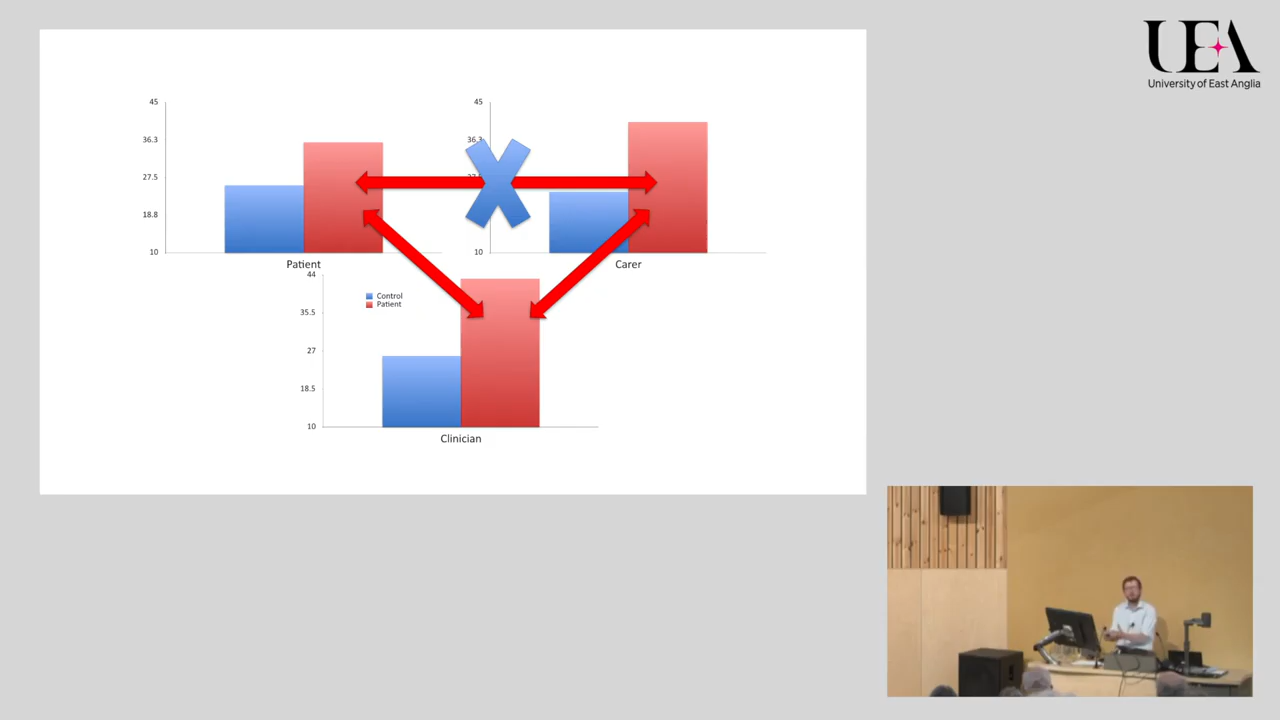 UEA
University of East Anglia
45
36.3
27.5
18.8
10
Patient
45
36.3
10
Carer
44
35.5
27
18.5
10
Control
Patient
Clinician